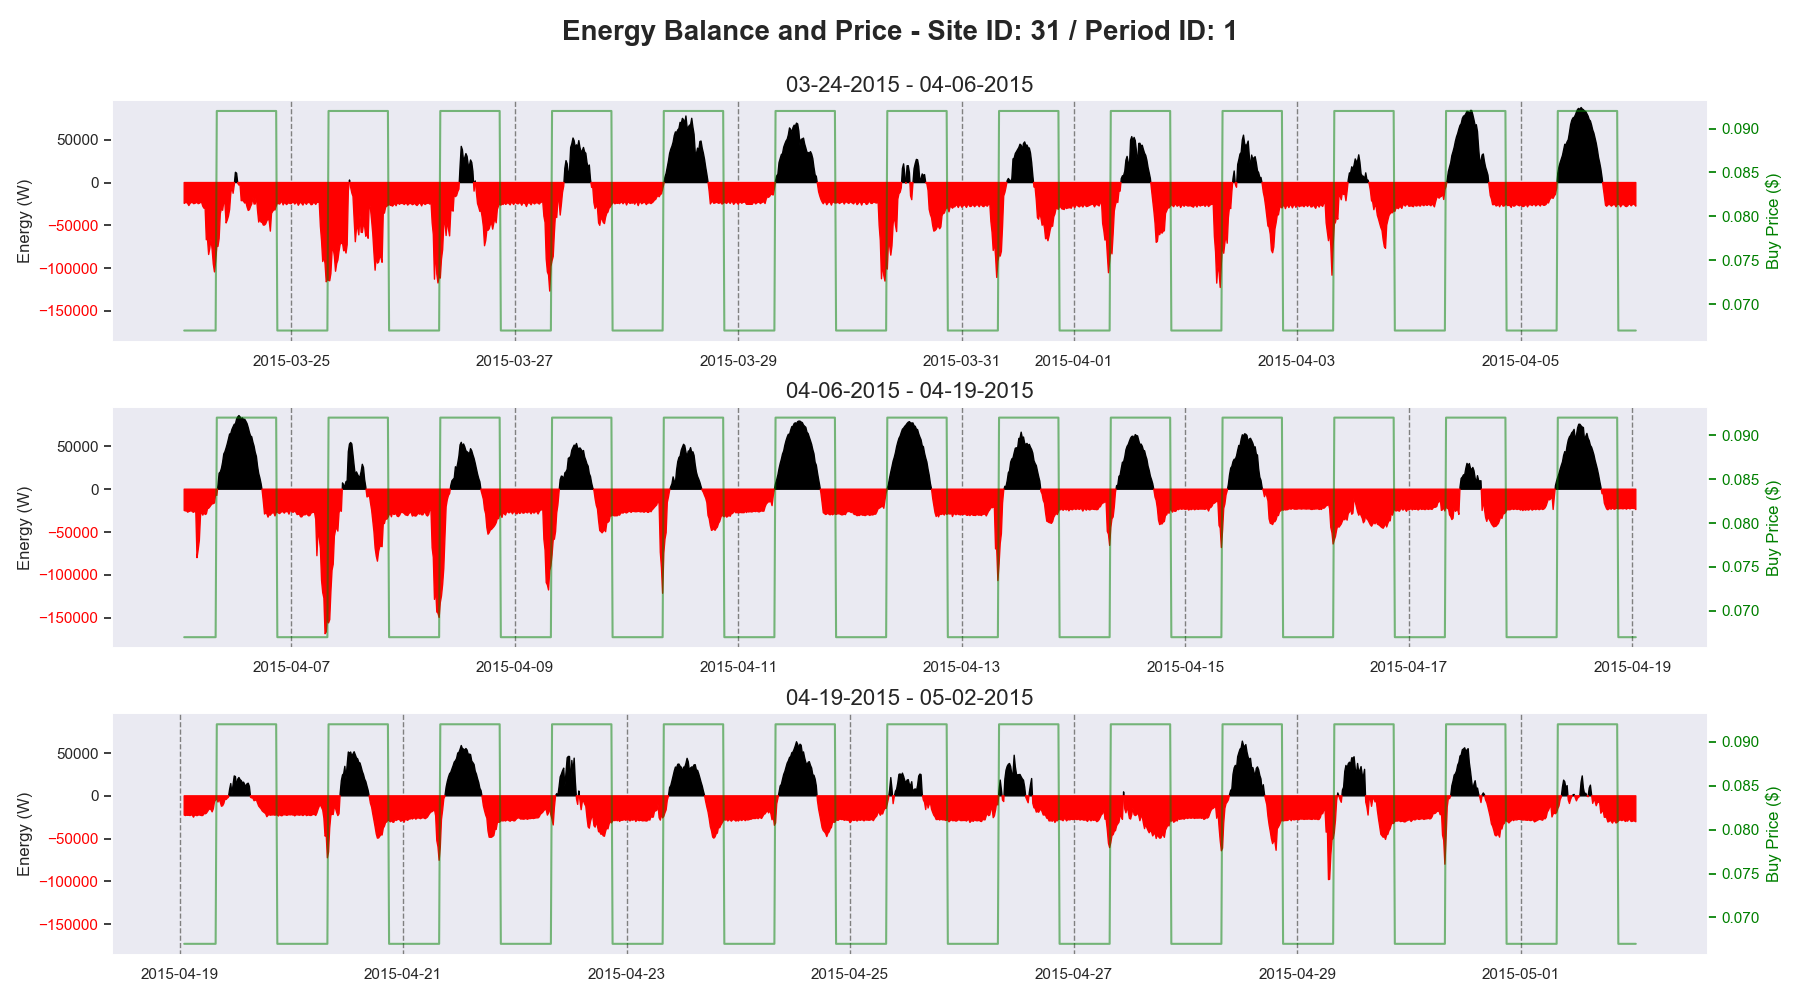 Energy Balance and Price - Site ID: 31 / Period ID: 1
03-24-2015 - 04-06-2015
Energy (W)
50000
0
−50000
−100000
−150000
0.090
0.085
0.080
0.075
0.070
Buy Price ($)
2015-03-25 2015-03-27 2015-03-29 2015-03-31 2015-04-01 2015-04-03 2015-04-05
04-06-2015 - 04-19-2015
Energy (W)
50000
0
−50000
−100000
−150000
0.090
0.085
0.080
0.075
0.070
Buy Price ($)
2015-04-07 2015-04-09 2015-04-11 2015-04-13 2015-04-15 2015-04-17 2015-04-19
04-19-2015 - 05-02-2015
Energy (W)
50000
0
−50000
−100000
−150000
0.090
0.085
0.080
0.075
0.070
Buy Price ($)
2015-04-19 2015-04-21 2015-04-23 2015-04-25 2015-04-27 2015-04-29 2015-05-01